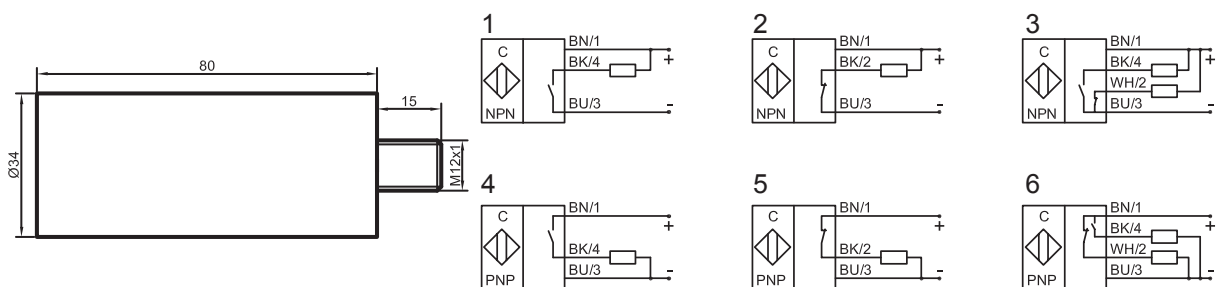 80
15
Ø34
M12x1
1
C
NPN
BN/1
BK/4
BU/3
+
-
2
C
NPN
BN/1
BK/2
BU/3
+
-
3
C
NPN
BN/1
BK/4
WH/2
BU/3
+
-
4
C
PNP
BN/1
BK/4
BU/3
+
-
5
C
PNP
BN/1
BK/2
BU/3
+
-
6
C
PNP
BN/1
BK/4
WH/2
BU/3
+
-